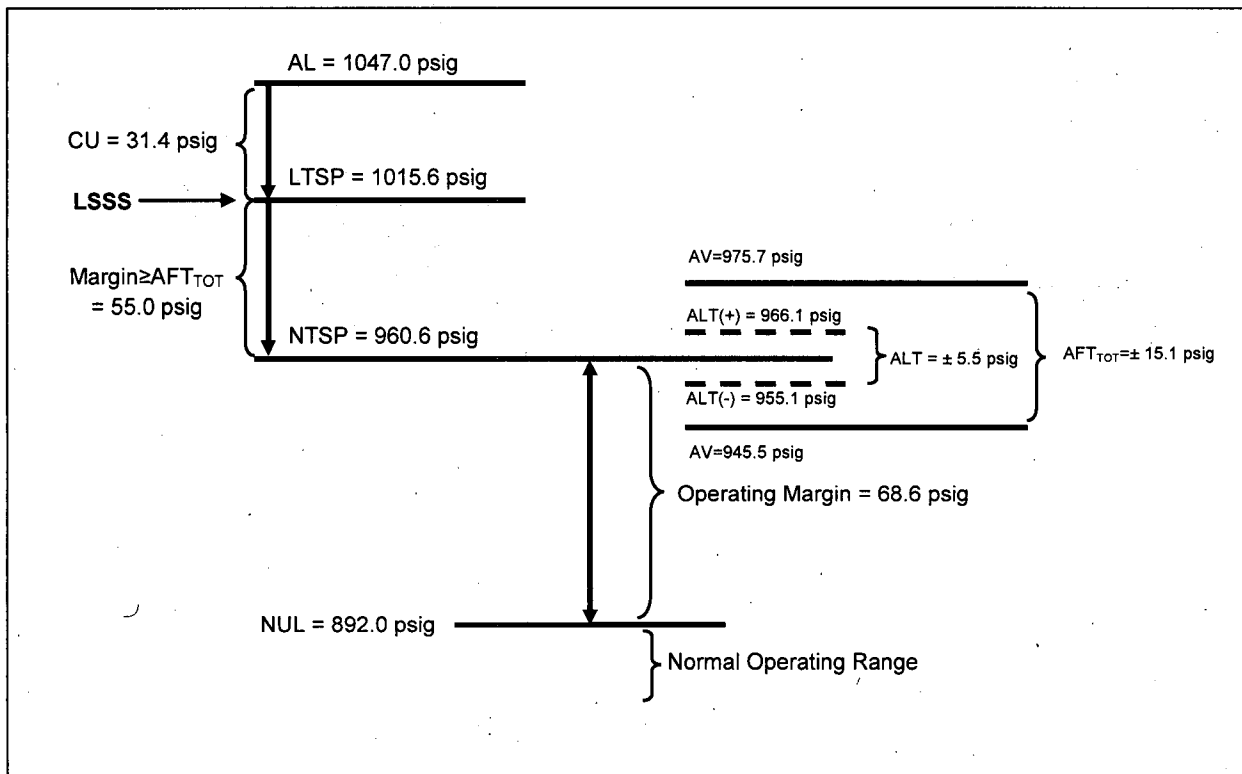 AL = 1047.0 psig
CU = 31.4 psig
LTSP = 1015.6 psig
LSSS
Margin≥AFTTOT
= 55.0 psig
NTSP = 960.6 psig
AV=975.7 psig
ALT(+) = 966.1 psig
ALT = ± 5.5 psig
AFTTOT=± 15.1 psig
ALT(-) = 955.1 psig
AV=945.5 psig
Operating Margin = 68.6 psig
NUL = 892.0 psig
Normal Operating Range